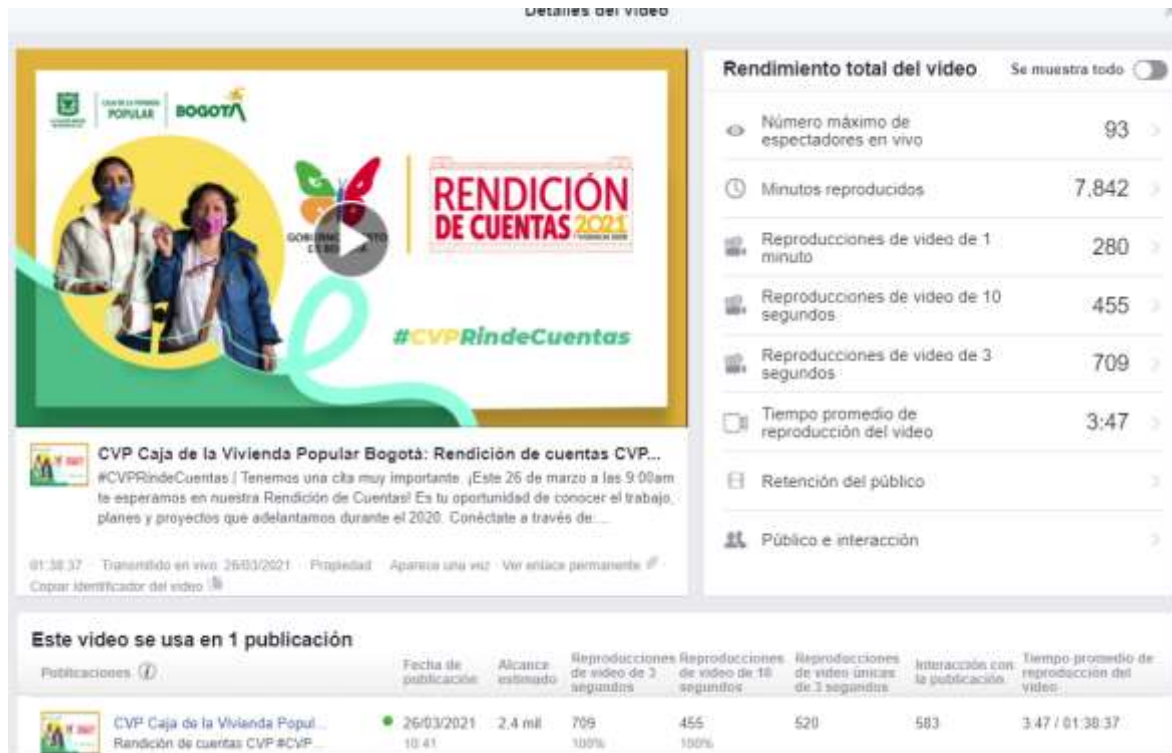 Detalles del video
CAJA DE LA VIVIENDA
POPULAR
BOGOTÁ
GOBIERNO ABIERTO
DE BOGOTÁ
RENDICIÓN
DE CUENTAS 2021
VIGENCIA 2020
#CVPRindeCuentas
CVP Caja de la Vivienda Popular Bogotá: Rendición de cuentas CVP...
#CVPRindeCuentas | Tenemos una cita muy importante. ¡Este 26 de marzo a las 9:00am
te esperamos en nuestra Rendición de Cuentas! Es tu oportunidad de conocer el trabajo,
planes y proyectos que adelantamos durante el 2020. Conéctate a través de:...
01:38:37 · Transmitido en vivo: 26/03/2021 · Propiedad · Aparece una vez · Ver enlace permanente
Copiar identificador del video
Rendimiento total del video Se muestra todo
Número máximo de
espectadores en vivo 93
Minutos reproducidos 7,842
Reproducciones de video de 1
minuto 280
Reproducciones de video de 10
segundos 455
Reproducciones de video de 3
segundos 709
Tiempo promedio de
reproducción del video 3:47
Retención del público
Público e interacción
Este video se usa en 1 publicación
Publicaciones
Fecha de
publicación
Alcance
estimado
Reproducciones
de video de 3
segundos
Reproducciones
de video de 10
segundos
Reproducciones
de video únicas
de 3 segundos
Interacción con
la publicación
Tiempo promedio de
reproducción del
video
CVP Caja de la Vivienda Popul... 26/03/2021 2,4 mil 709 455 520 583 3:47 / 01:38:37
Rendición de cuentas CVP #CVP... 10:41 100% 100%